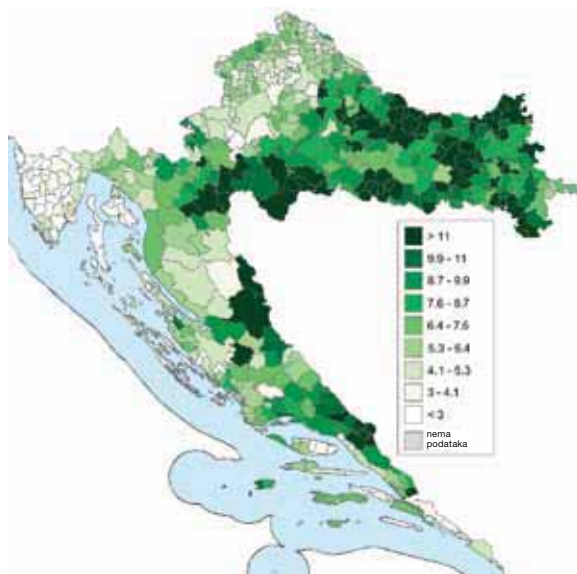 > 11
9.9 - 11
8.7 - 9.9
7.6 - 8.7
6.4 - 7.5
5.3 - 6.4
4.1 - 5.3
3 - 4.1
< 3
nema
podataka